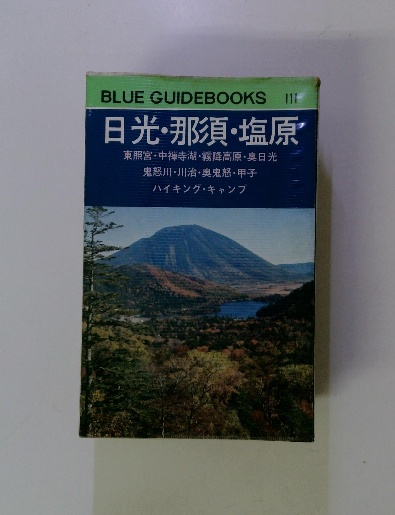 BLUE GUIDEBOOKS 111
日光・那須・塩原
東照宮・中禅寺湖・霧降高原・奥日光
鬼怒川・川治・奥鬼怒・甲子
ハイキング・キャンプ